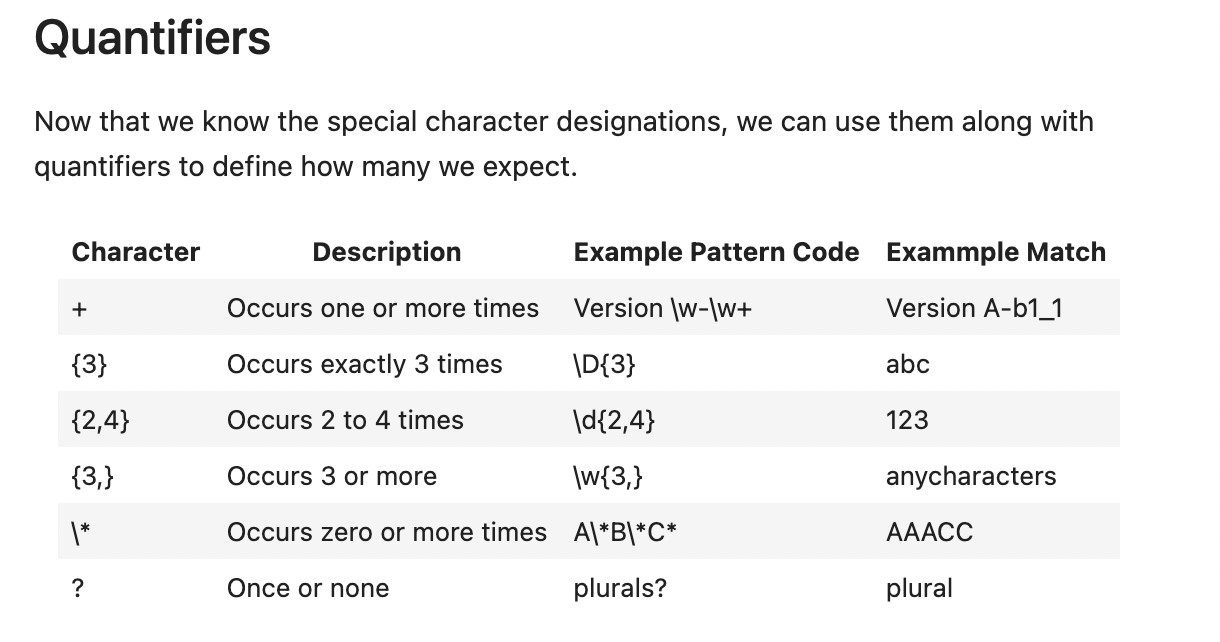 Quantifiers
Now that we know the special character designations, we can use them along with
quantifiers to define how many we expect.
Character Description Example Pattern Code Exammple Match
+ Occurs one or more times Version \w-\w+ Version A-b1_1
{3} Occurs exactly 3 times \D{3} abc
{2,4} Occurs 2 to 4 times \d{2,4} 123
{3,} Occurs 3 or more \w{3,} anycharacters
\* Occurs zero or more times A\*B\*C* AAACC
? Once or none plurals? plural